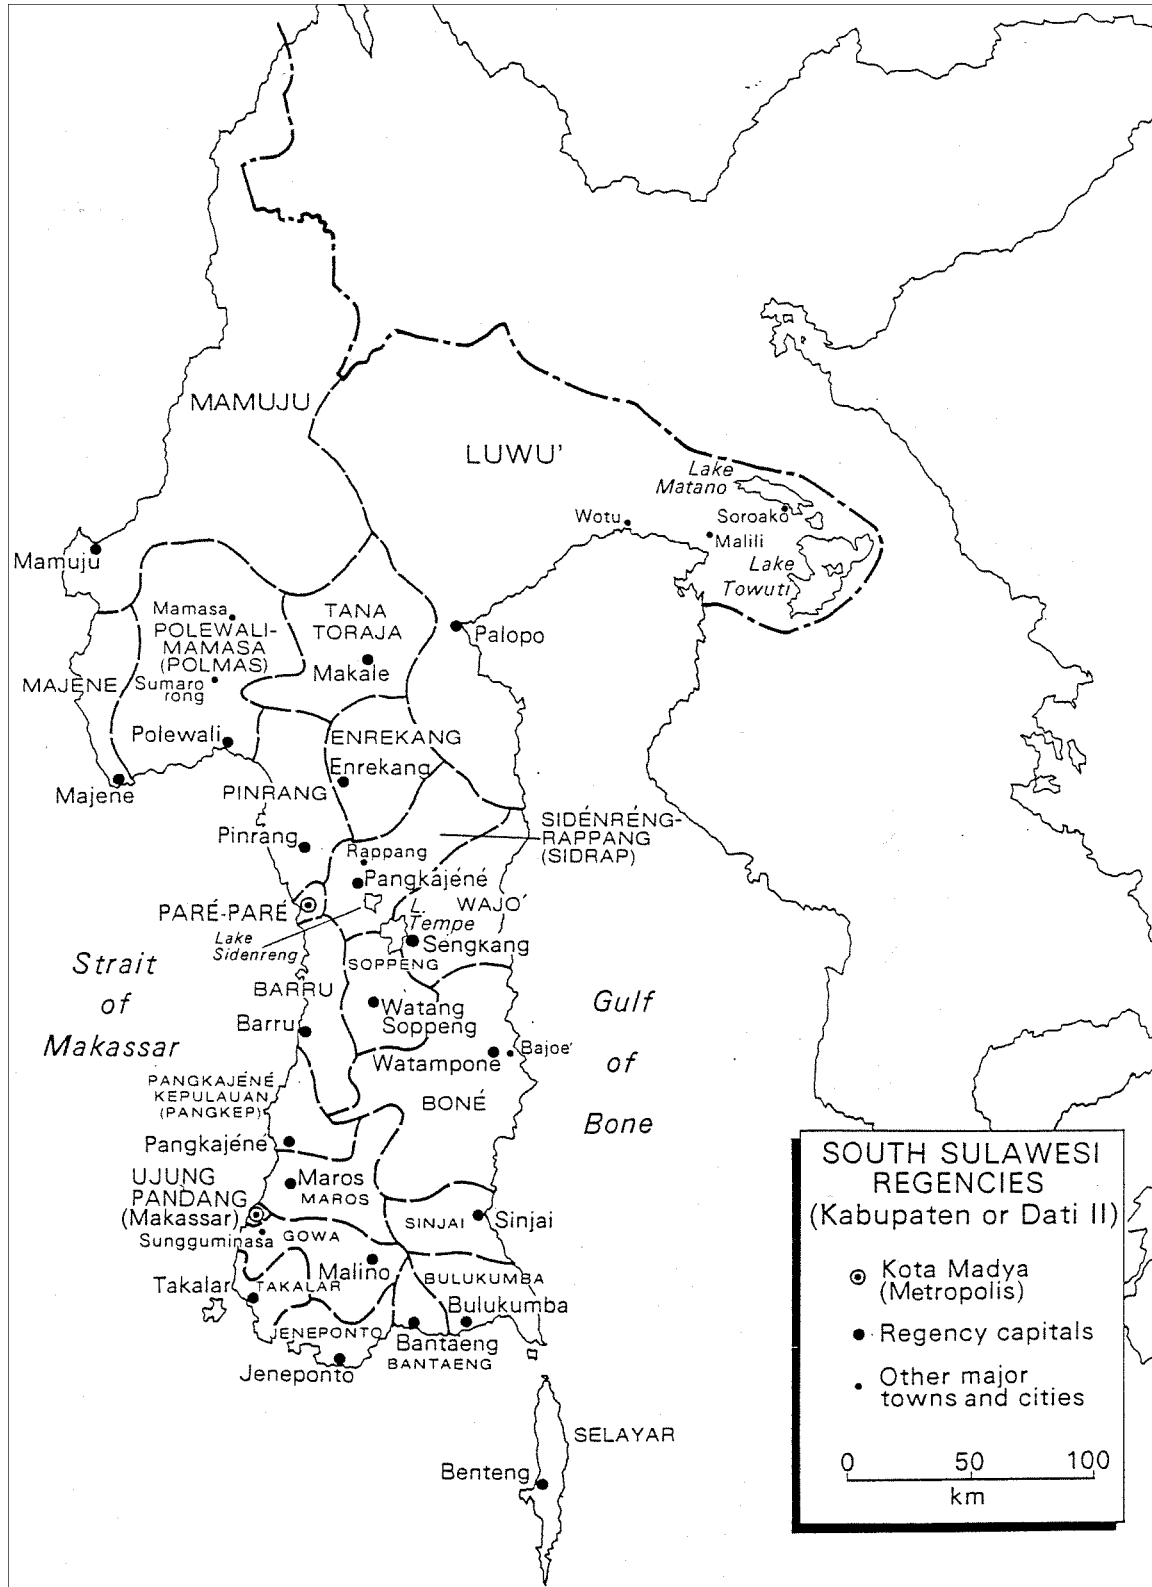 MAMUJU
LUWU'
Lake
Matano
Wotu
Soroako
Malili
Lake
Towuti
Mamuju
Mamasa
POLEWALI-
MAMASA
(POLMAS)
TANA
TORAJA
Palopo
Makale
MAJENE
Sumaro
rong
Polewali
ENREKANG
Enrekang
Majene
PINRANG
SIDÉNRÉNG-
RAPPANG
(SIDRAP)
Pinrang
Rappang
Pangkajéné
PARÉ-PARÉ
WAJO'
L.
Tempe
Lake
Sidenreng
Sengkang
SOPPENG
Strait
of
Makassar
BARRU
Watang
Soppeng
Gulf
of
Bone
Barru
Watampone
Bajoe'
PANGKAJÉNÉ
KEPULAUAN
(PANGKEP)
BONÉ
Pangkajéné
UJUNG
PANDANG
(Makassar)
Maros
MAROS
SINJAI
Sinjai
Sungguminasa
GOWA
Takalar
TAKALAR
Malino
BULUKUMBA
Bulukumba
JENEPONTO
Bantaeng
BANTAENG
Jeneponto
SELAYAR
Benteng
SOUTH SULAWESI
REGENCIES
(Kabupaten or Dati II)
Kota Madya
(Metropolis)
Regency capitals
Other major
towns and cities
0 50 100
km